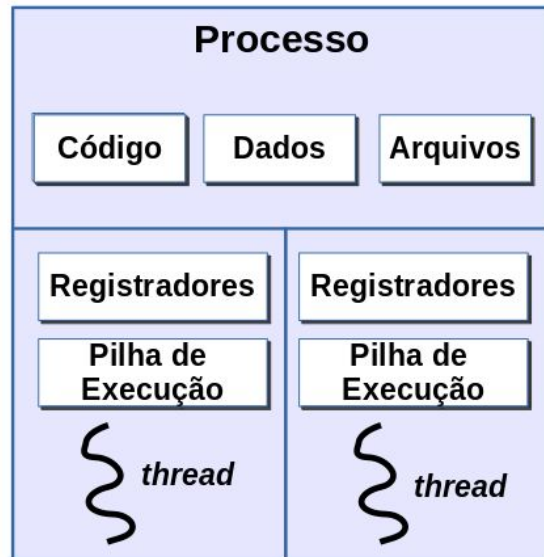 Processo
Código Dados Arquivos
Registradores Registradores
Pilha de
Execução
Pilha de
Execução
thread
thread